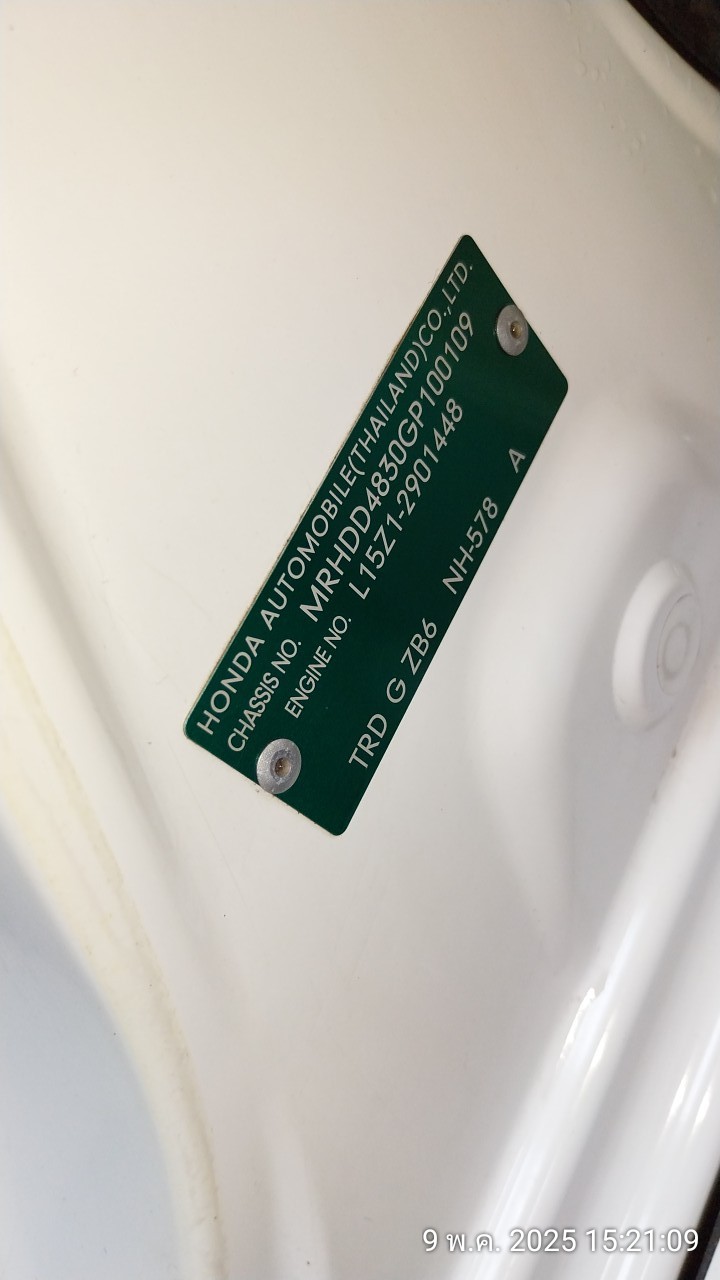 HONDA AUTOMOBILE(THAILAND)CO.,LTD.
CHASSIS NO. MRHDD4830GP100109
ENGINE NO. L15Z1-2901448
TRD G ZB6 NH-578 A
9 พ.ค. 2025 15:21:09